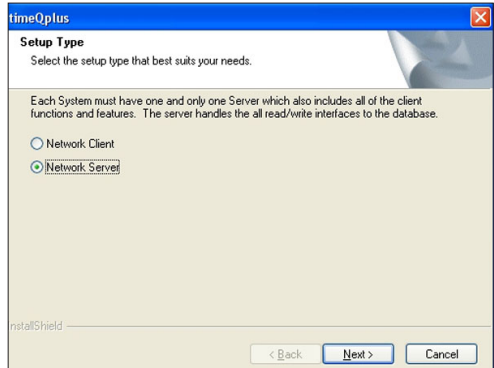 timeQplus
Setup Type
Select the setup type that best suits your needs.
Each System must have one and only one Server which also includes all of the client
functions and features. The server handles the all read/write interfaces to the database.
Network Client
Network Server
nstallShield
< Back Next > Cancel